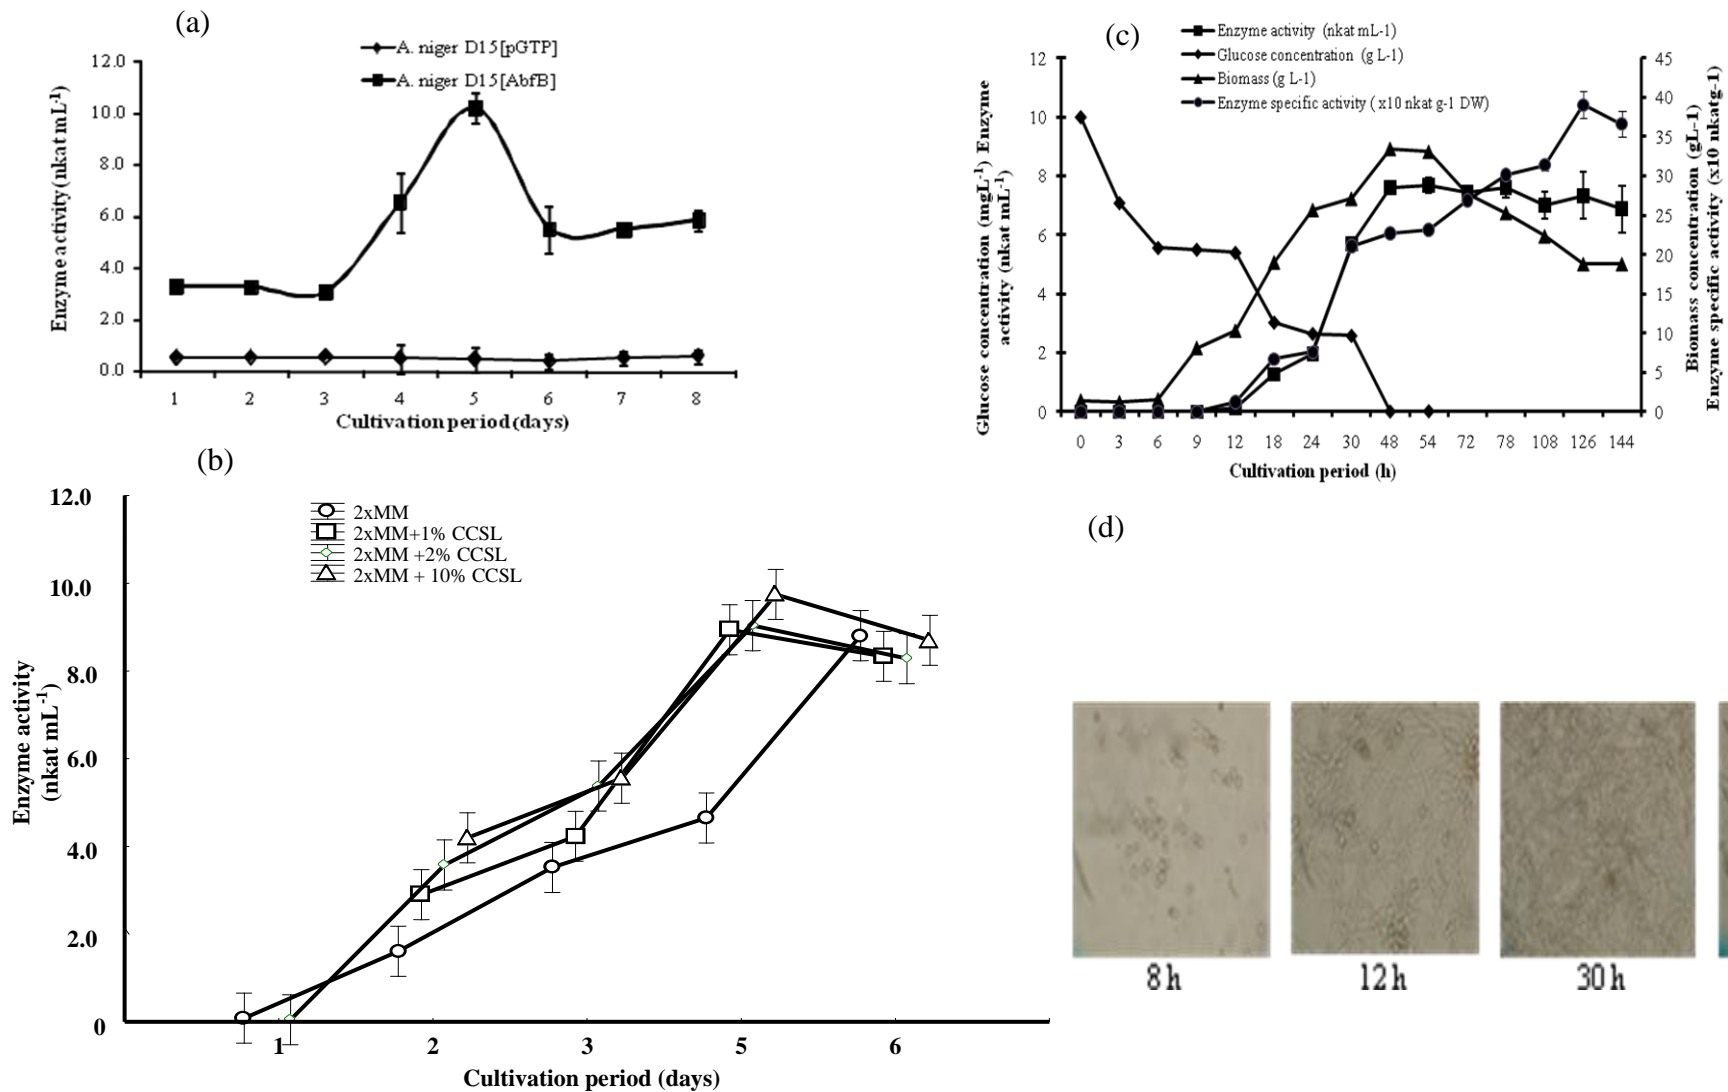 (a)
A. niger D15[pGTP]
A. niger D15[AbfB]
12.0
10.0
8.0
6.0
4.0
2.0
0.0
Enzyme activity (nkat mL-1)
1 2 3 4 5 6 7 8
Cultivation period (days)
(b)
2xMM
2xMM+1% CCSL
2xMM +2% CCSL
2xMM + 10% CCSL
12.0
10.0
8.0
6.0
4.0
2.0
0
Enzyme activity
(nkat mL-1)
1 2 3 5 6
Cultivation period (days)
(c)
Enzyme activity (nkat mL-1)
Glucose concentration (g L-1)
Biomass (g L-1)
Enzyme specific activity ( x10 nkat g-1 DW)
12
10
8
6
4
2
0
Glucose concentration (mgL-1) Enzyme
activity (nkat mL-1)
45
40
35
30
25
20
15
10
5
0
Biomass concentration (gL-1)
Enzyme specific activity (x10 nkatg-1)
0 3 6 9 12 18 24 30 48 54 72 78 108 126 144
Cultivation period (h)
(d)
8 h
12 h
30 h